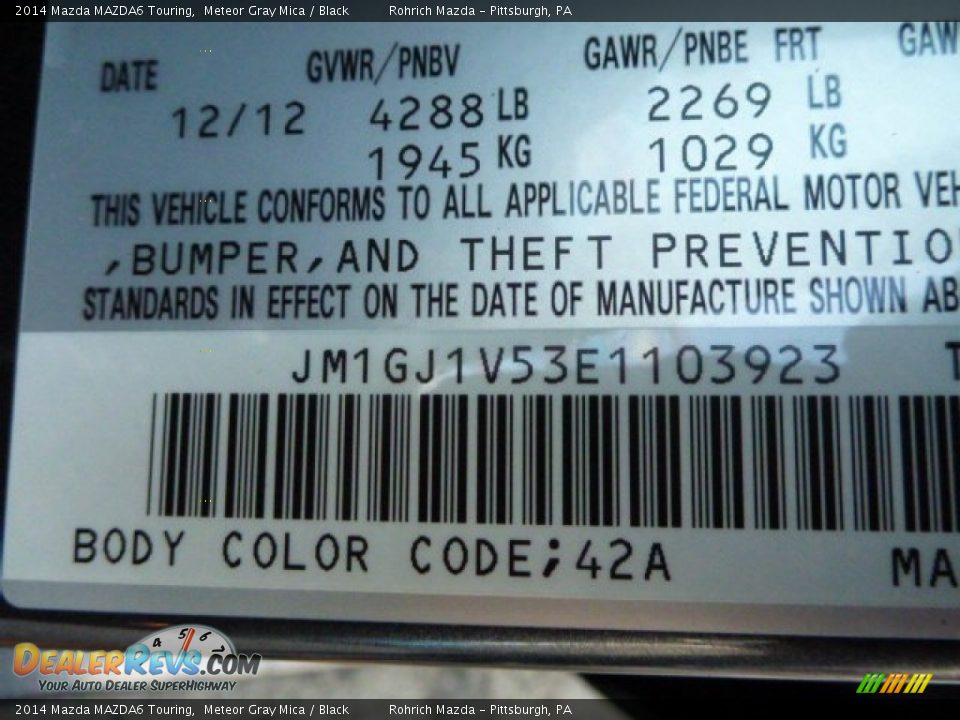 2014 Mazda MAZDA6 Touring, Meteor Gray Mica / Black Rohrich Mazda – Pittsburgh, PA
DATE GVWR/PNBV GAWR/PNBE FRT GAW
12/12 4288 LB 2269 LB
1945 KG 1029 KG
THIS VEHICLE CONFORMS TO ALL APPLICABLE FEDERAL MOTOR VEH
,BUMPER,AND THEFT PREVENTIO
STANDARDS IN EFFECT ON THE DATE OF MANUFACTURE SHOWN AB
JM1GJ1V53E1103923 T
BODY COLOR CODE;42A MA
4 5 6
DEALERREVS.COM
YOUR AUTO DEALER SUPERHIGHWAY
2014 Mazda MAZDA6 Touring, Meteor Gray Mica / Black Rohrich Mazda – Pittsburgh, PA